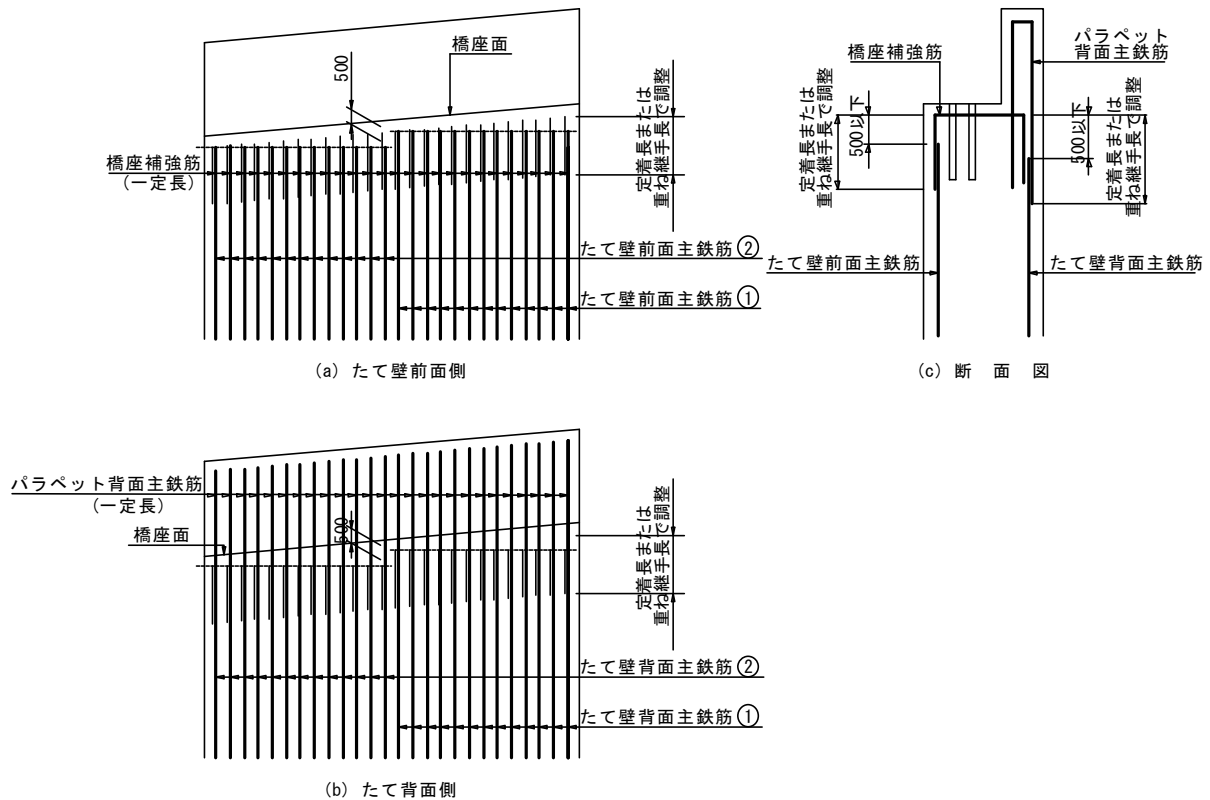 橋座面
500
橋座補強筋
(一定長)
定着長または
重ね継手長で調整
たて壁前面主鉄筋②
たて壁前面主鉄筋①
(a) たて壁前面側
パラペット
背面主鉄筋
橋座補強筋
定着長または
重ね継手長で調整
500以下
500以下
定着長または
重ね継手長で調整
たて壁前面主鉄筋
たて壁背面主鉄筋
(c) 断 面 図
パラペット背面主鉄筋
(一定長)
橋座面
500
定着長または
重ね継手長で調整
たて壁背面主鉄筋②
たて壁背面主鉄筋①
(b) たて背面側